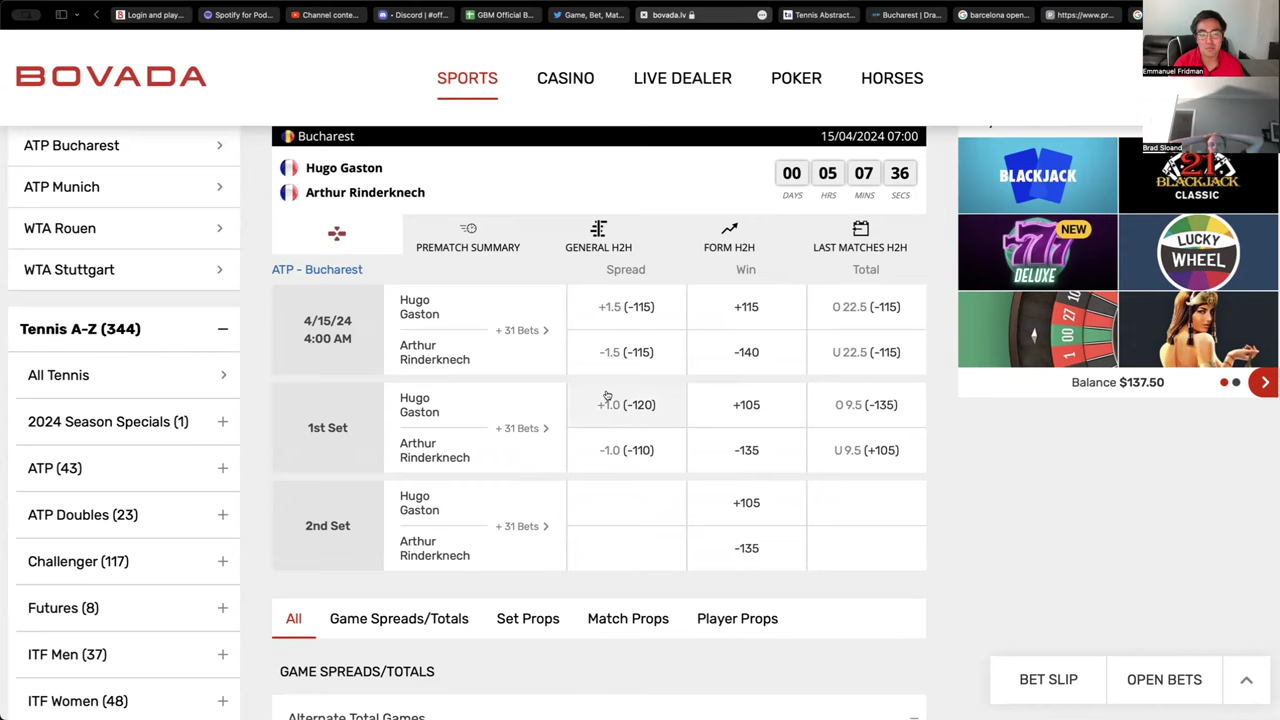 Login and play...
Spotify for Pod...
Channel conte...
Discord | #off...
GBM Official B...
Game, Bet, Mat...
bovada.lv
Tennis Abstract...
Bucharest | Dra...
barcelona open...
https://www.pr...
BOVADA
SPORTS
CASINO
LIVE DEALER
POKER
HORSES
Emmanuel Fridman
Brad Sloand
ATP Bucharest
ATP Munich
WTA Rouen
WTA Stuttgart
Tennis A-Z (344)
All Tennis
2024 Season Specials (1)
ATP (43)
ATP Doubles (23)
Challenger (117)
Futures (8)
ITF Men (37)
ITF Women (48)
Bucharest
15/04/2024 07:00
Hugo Gaston
Arthur Rinderknech
00 05 07 36
DAYS HRS MINS SECS
PREMATCH SUMMARY
GENERAL H2H
FORM H2H
LAST MATCHES H2H
ATP - Bucharest
Spread
Win
Total
4/15/24
4:00 AM
Hugo
Gaston
+ 31 Bets
Arthur
Rinderknech
+1.5 (-115)
+115
O 22.5 (-115)
-1.5 (-115)
-140
U 22.5 (-115)
1st Set
Hugo
Gaston
+ 31 Bets
Arthur
Rinderknech
+1.0 (-120)
+105
O 9.5 (-135)
-1.0 (-110)
-135
U 9.5 (+105)
2nd Set
Hugo
Gaston
+ 31 Bets
Arthur
Rinderknech
+105
-135
All
Game Spreads/Totals
Set Props
Match Props
Player Props
GAME SPREADS/TOTALS
Alternate Total Games
BLACKJACK
21
BLACKJACK
CLASSIC
777
DELUXE
NEW
LUCKY
WHEEL
Balance $137.50
BET SLIP
OPEN BETS